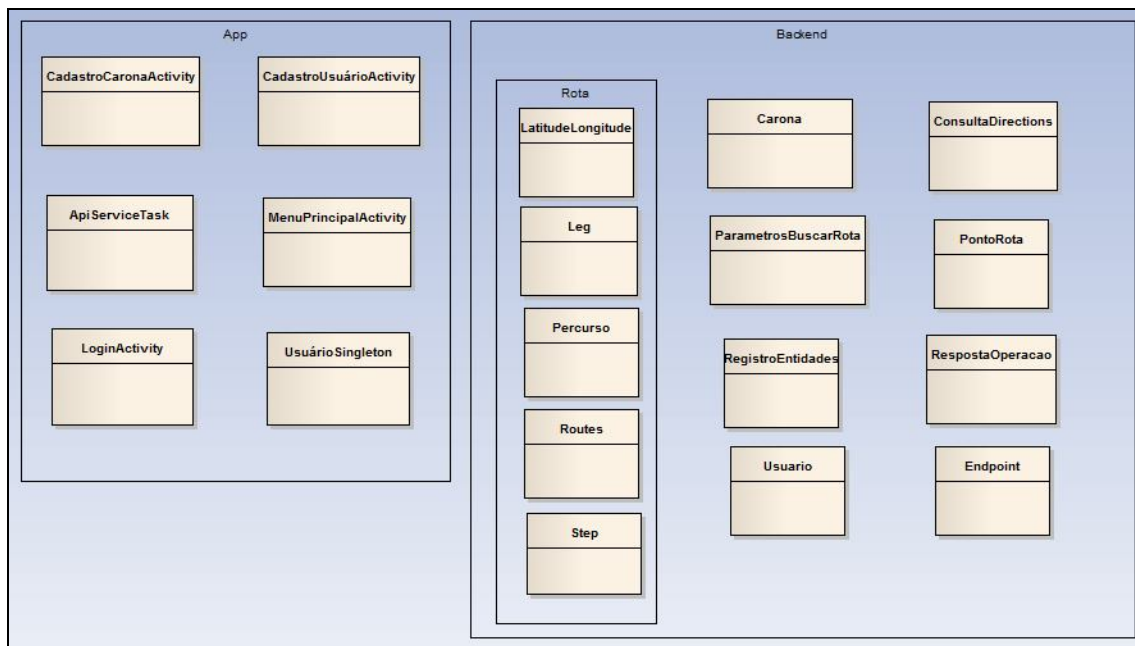 App
CadastroCaronaActivity
CadastroUsuárioActivity
ApiServiceTask
MenuPrincipalActivity
LoginActivity
UsuárioSingleton
Backend
Rota
LatitudeLongitude
Leg
Percurso
Routes
Step
Carona
ConsultaDirections
ParametrosBuscarRota
PontoRota
RegistroEntidades
RespostaOperacao
Usuario
Endpoint